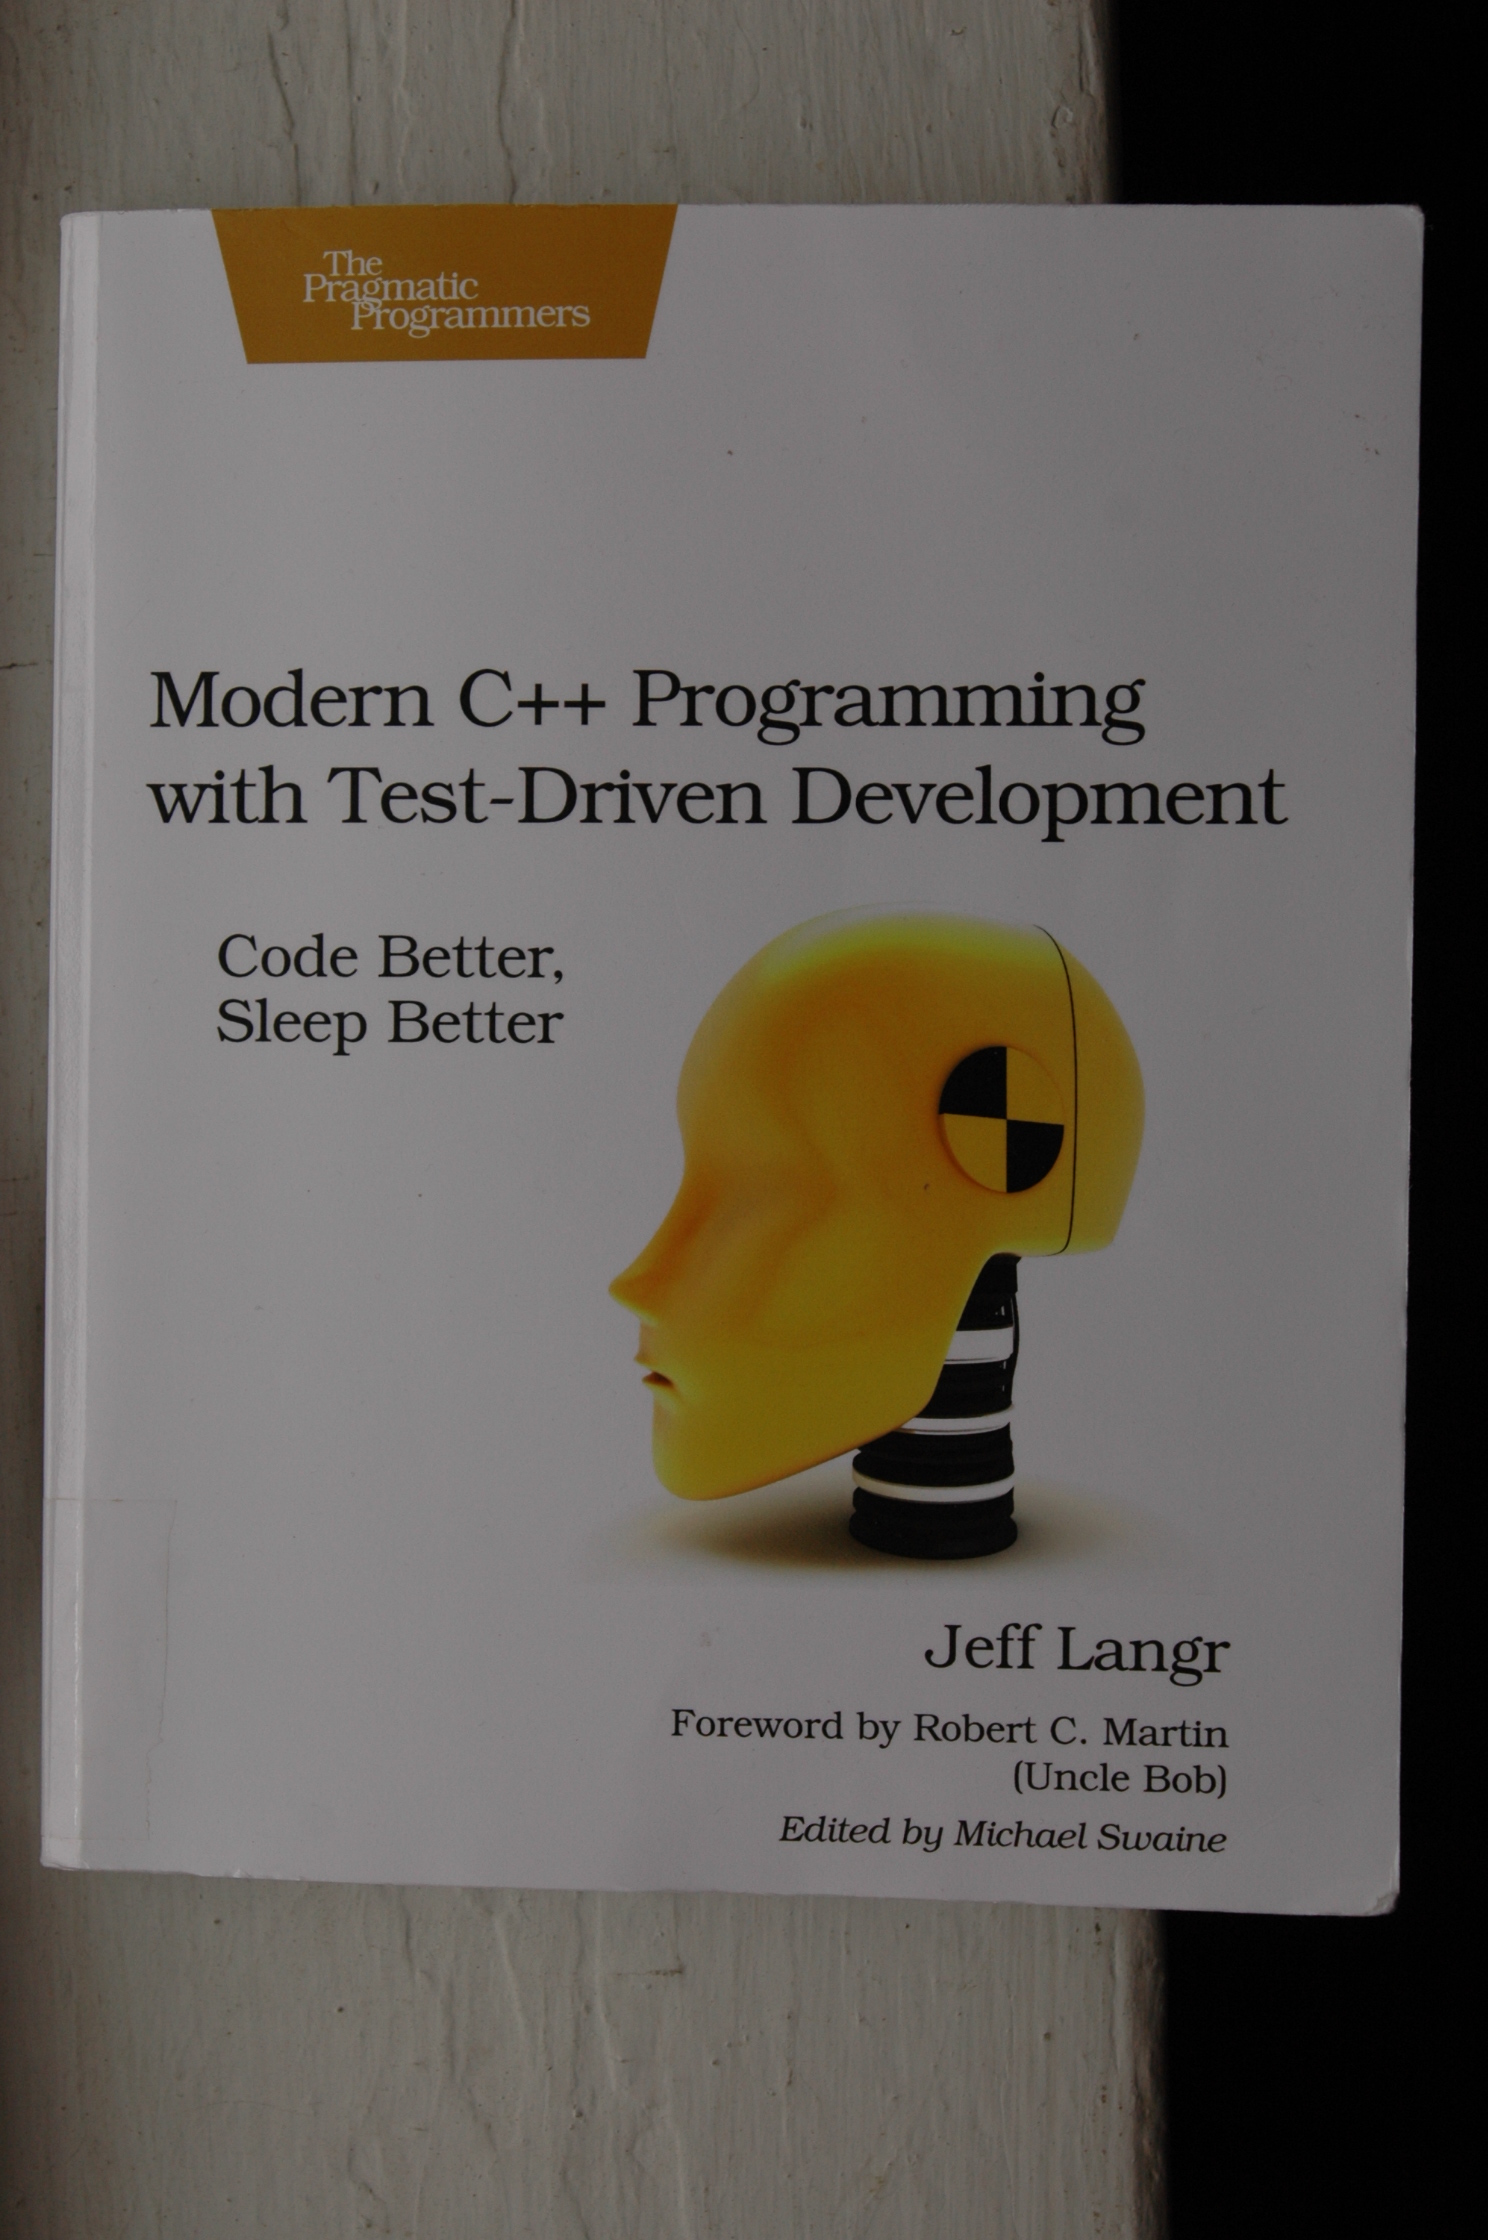 The
Pragmatic
Programmers
Modern C++ Programming
with Test-Driven Development
Code Better,
Sleep Better
Jeff Langr
Foreword by Robert C. Martin
(Uncle Bob)
Edited by Michael Swaine